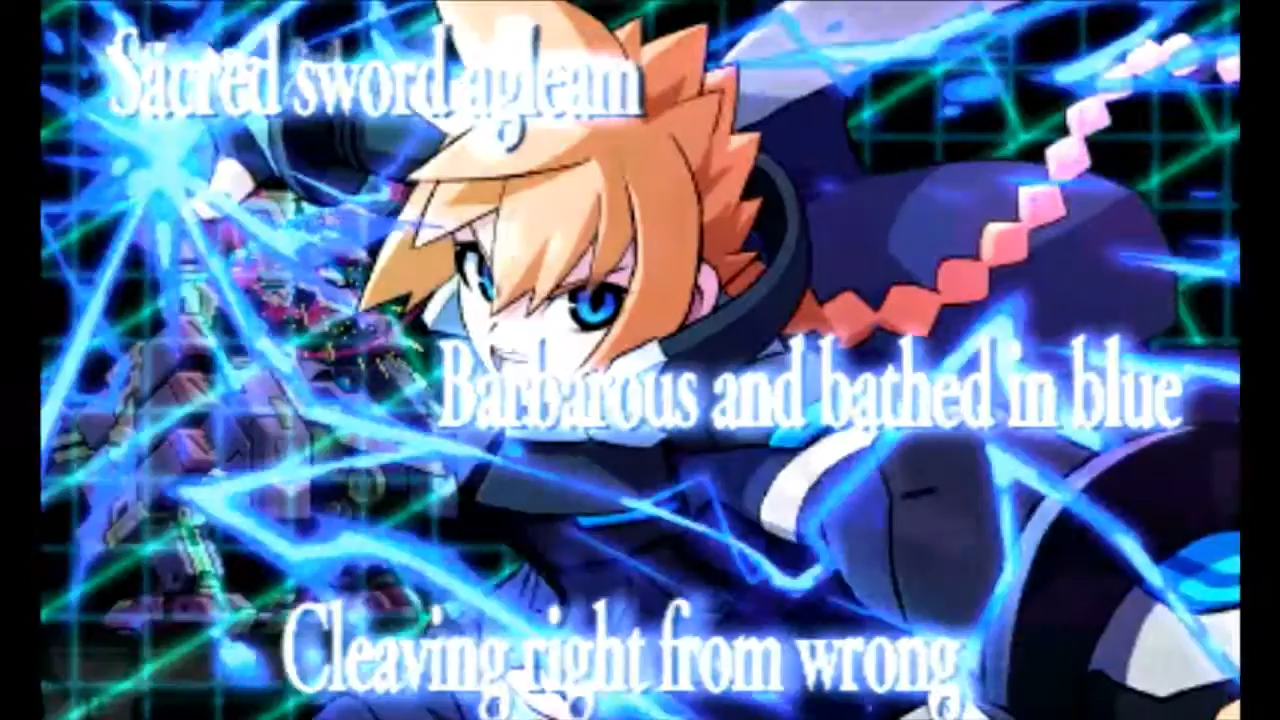 Sacred sword agleam
Barbarous and bathed in blue
Cleaving right from wrong